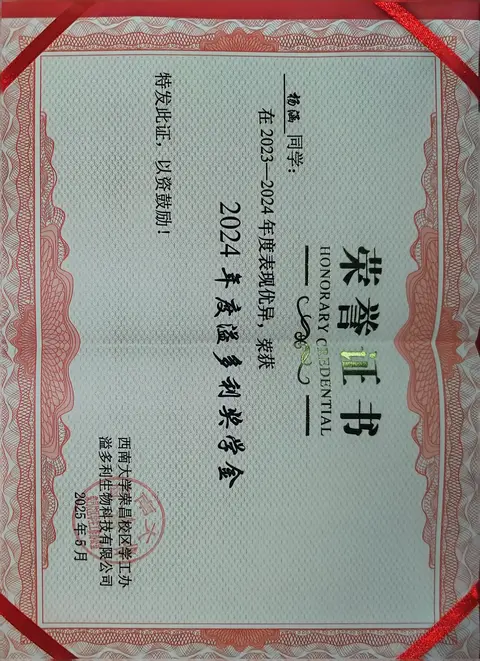 荣誉证书
HONORARY CREDENTIAL
杨涵 同学：
在 2023—2024 年度表现优异，荣获
2024 年度溢多利奖学金
特发此证，以资鼓励！
西南大学荣昌校区学工办
溢多利生物科技有限公司
2025 年 5 月